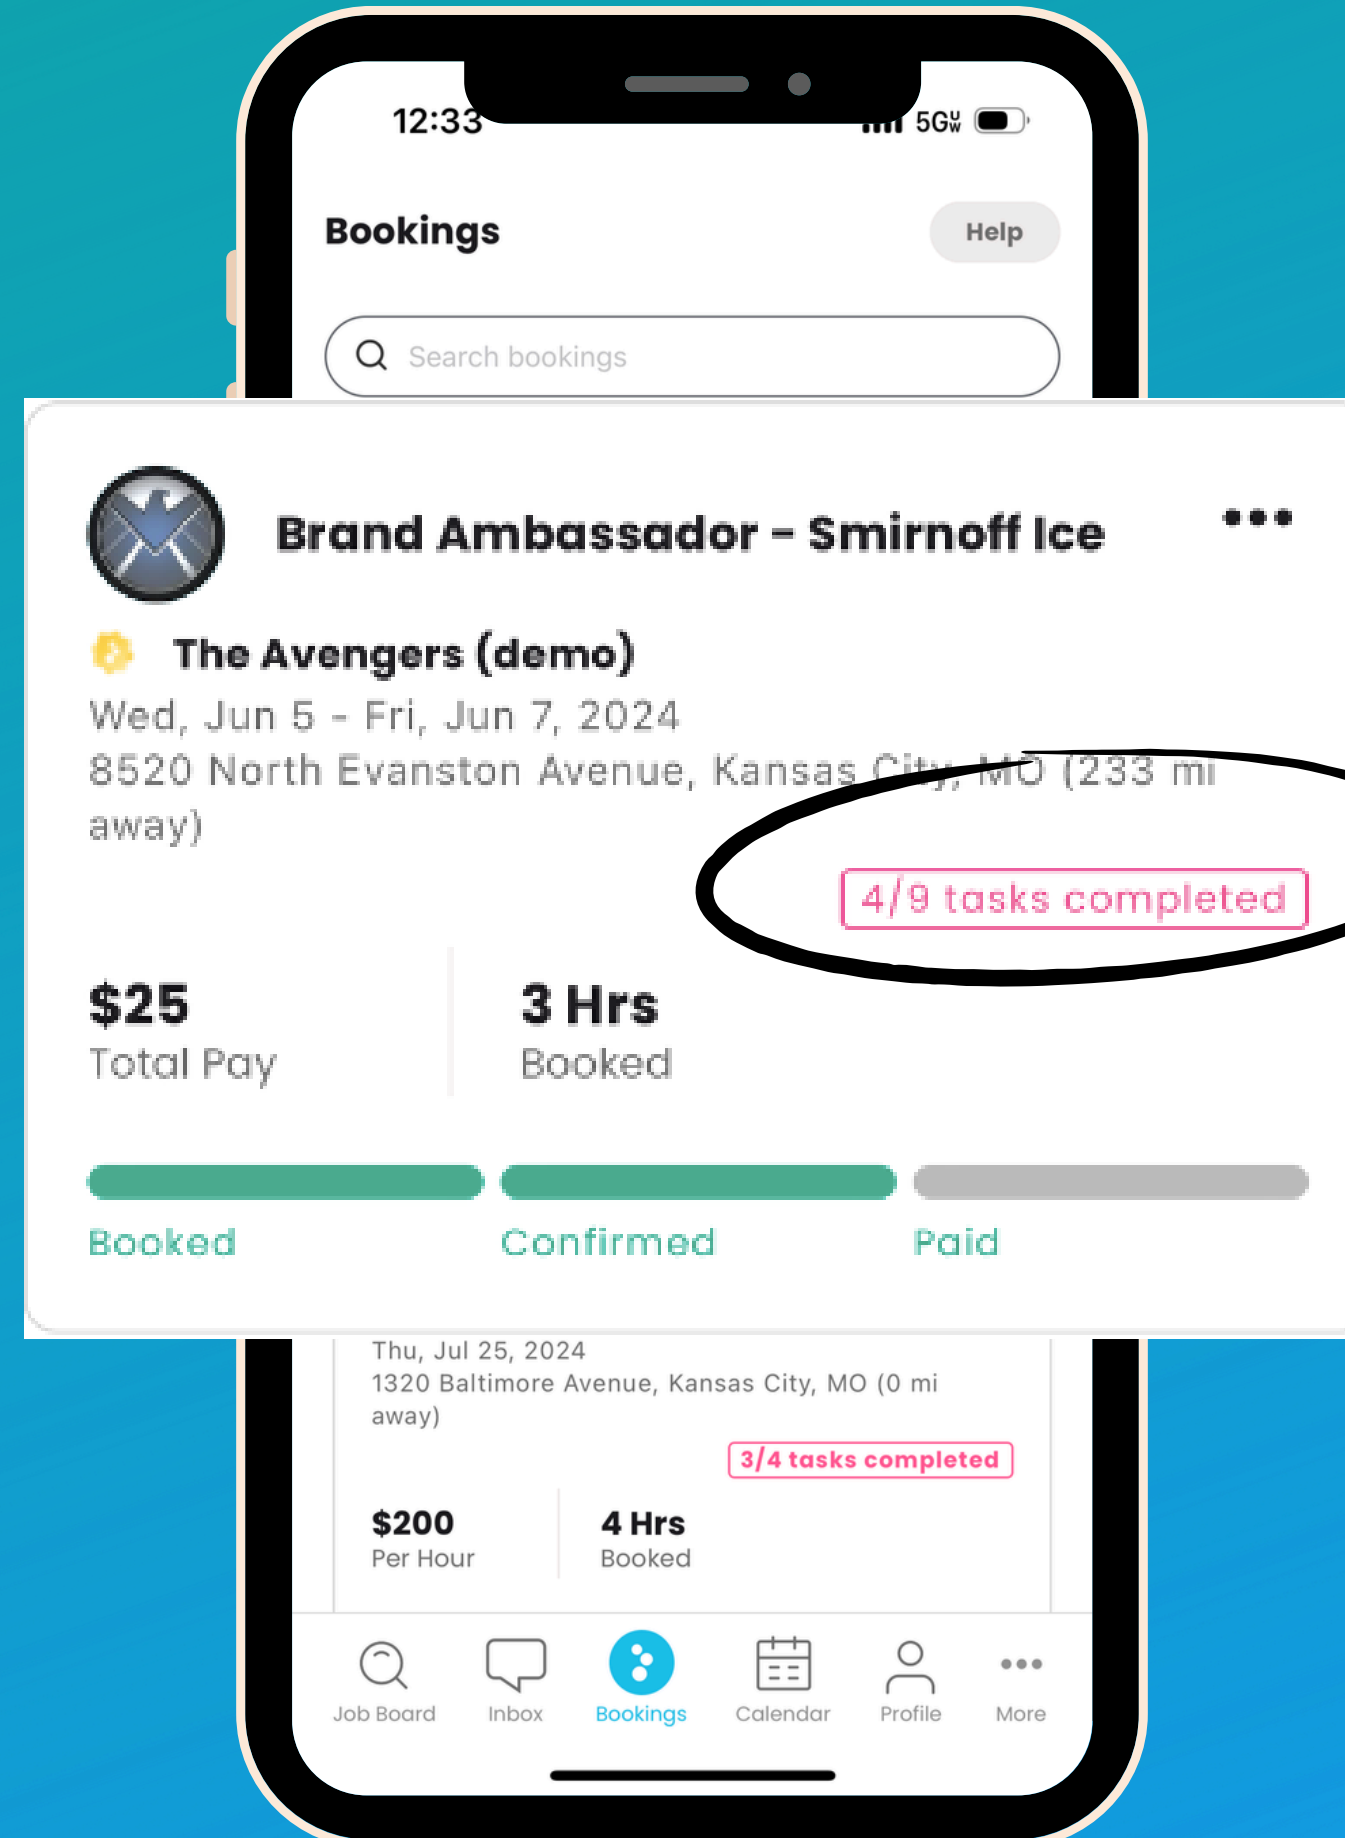 12:33 5GUW
Bookings Help
Search bookings
Brand Ambassador - Smirnoff Ice
The Avengers (demo)
Wed, Jun 5 - Fri, Jun 7, 2024
8520 North Evanston Avenue, Kansas City, MO (233 mi
away)
4/9 tasks completed
$25 3 Hrs
Total Pay Booked
Booked Confirmed Paid
Thu, Jul 25, 2024
1320 Baltimore Avenue, Kansas City, MO (0 mi
away)
3/4 tasks completed
$200 4 Hrs
Per Hour Booked
Job Board Inbox Bookings Calendar Profile More